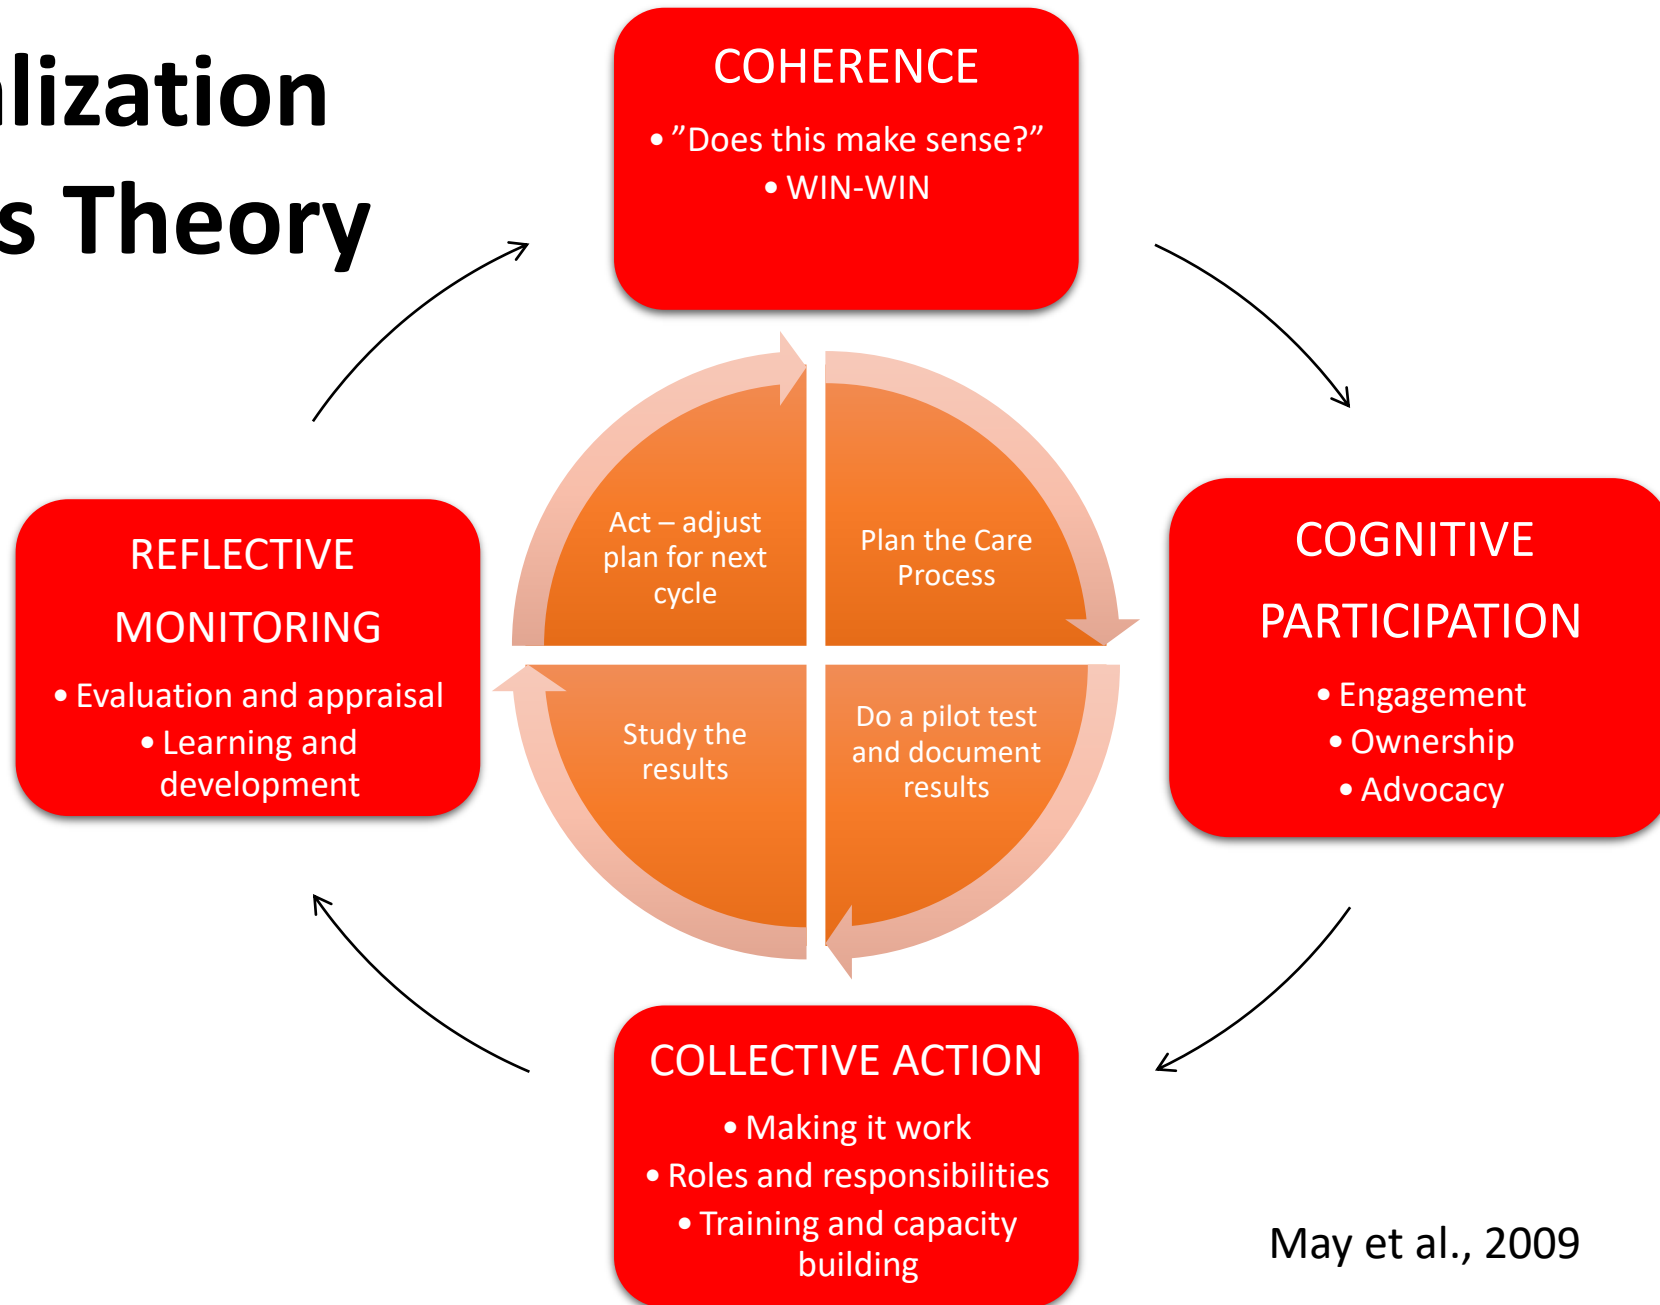 alization
s Theory
COHERENCE
• ”Does this make sense?”
• WIN-WIN
REFLECTIVE
MONITORING
• Evaluation and appraisal
• Learning and
development
Act – adjust
plan for next
cycle
Plan the Care
Process
Study the
results
Do a pilot test
and document
results
COGNITIVE
PARTICIPATION
• Engagement
• Ownership
• Advocacy
COLLECTIVE ACTION
• Making it work
• Roles and responsibilities
• Training and capacity
building
May et al., 2009